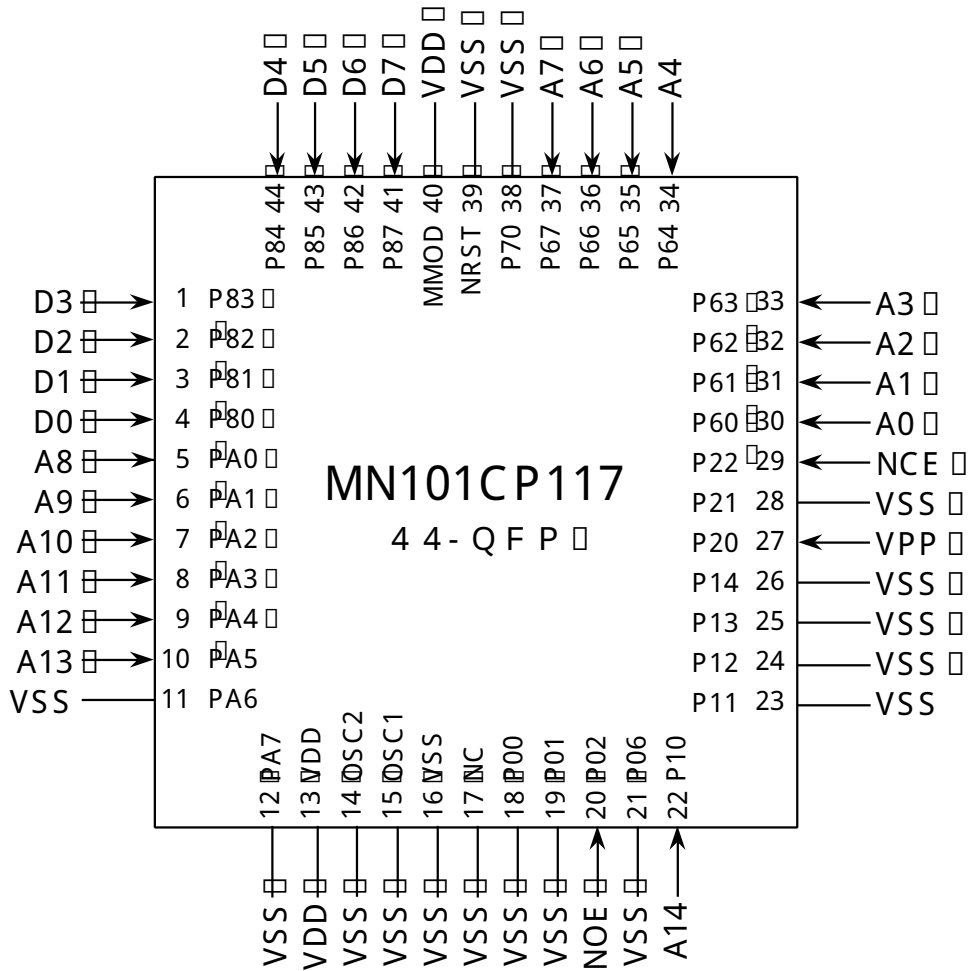 D4 D5 D6 D7 VDD VSS VSS A7 A6 A5 A4
P84 44 P85 43 P86 42 P87 41 MMOD 40 NRST 39 P70 38 P67 37 P66 36 P65 35 P64 34
D3 1 P83 P63 33 A3
D2 2 P82 P62 32 A2
D1 3 P81 P61 31 A1
D0 4 P80 P60 30 A0
A8 5 PA0 P22 29 NCE
A9 6 PA1 P21 28 VSS
A10 7 PA2 P20 27 VPP
A11 8 PA3 P14 26 VSS
A12 9 PA4 P13 25 VSS
A13 10 PA5 P12 24 VSS
VSS 11 PA6 P11 23 VSS
MN101CP117
44-QFP
12 PA7 13 VDD 14 OSC2 15 OSC1 16 VSS 17 NC 18 P00 19 P01 20 P02 21 P06 22 P10
VSS VDD VSS VSS VSS VSS VSS VSS NOE VSS A14